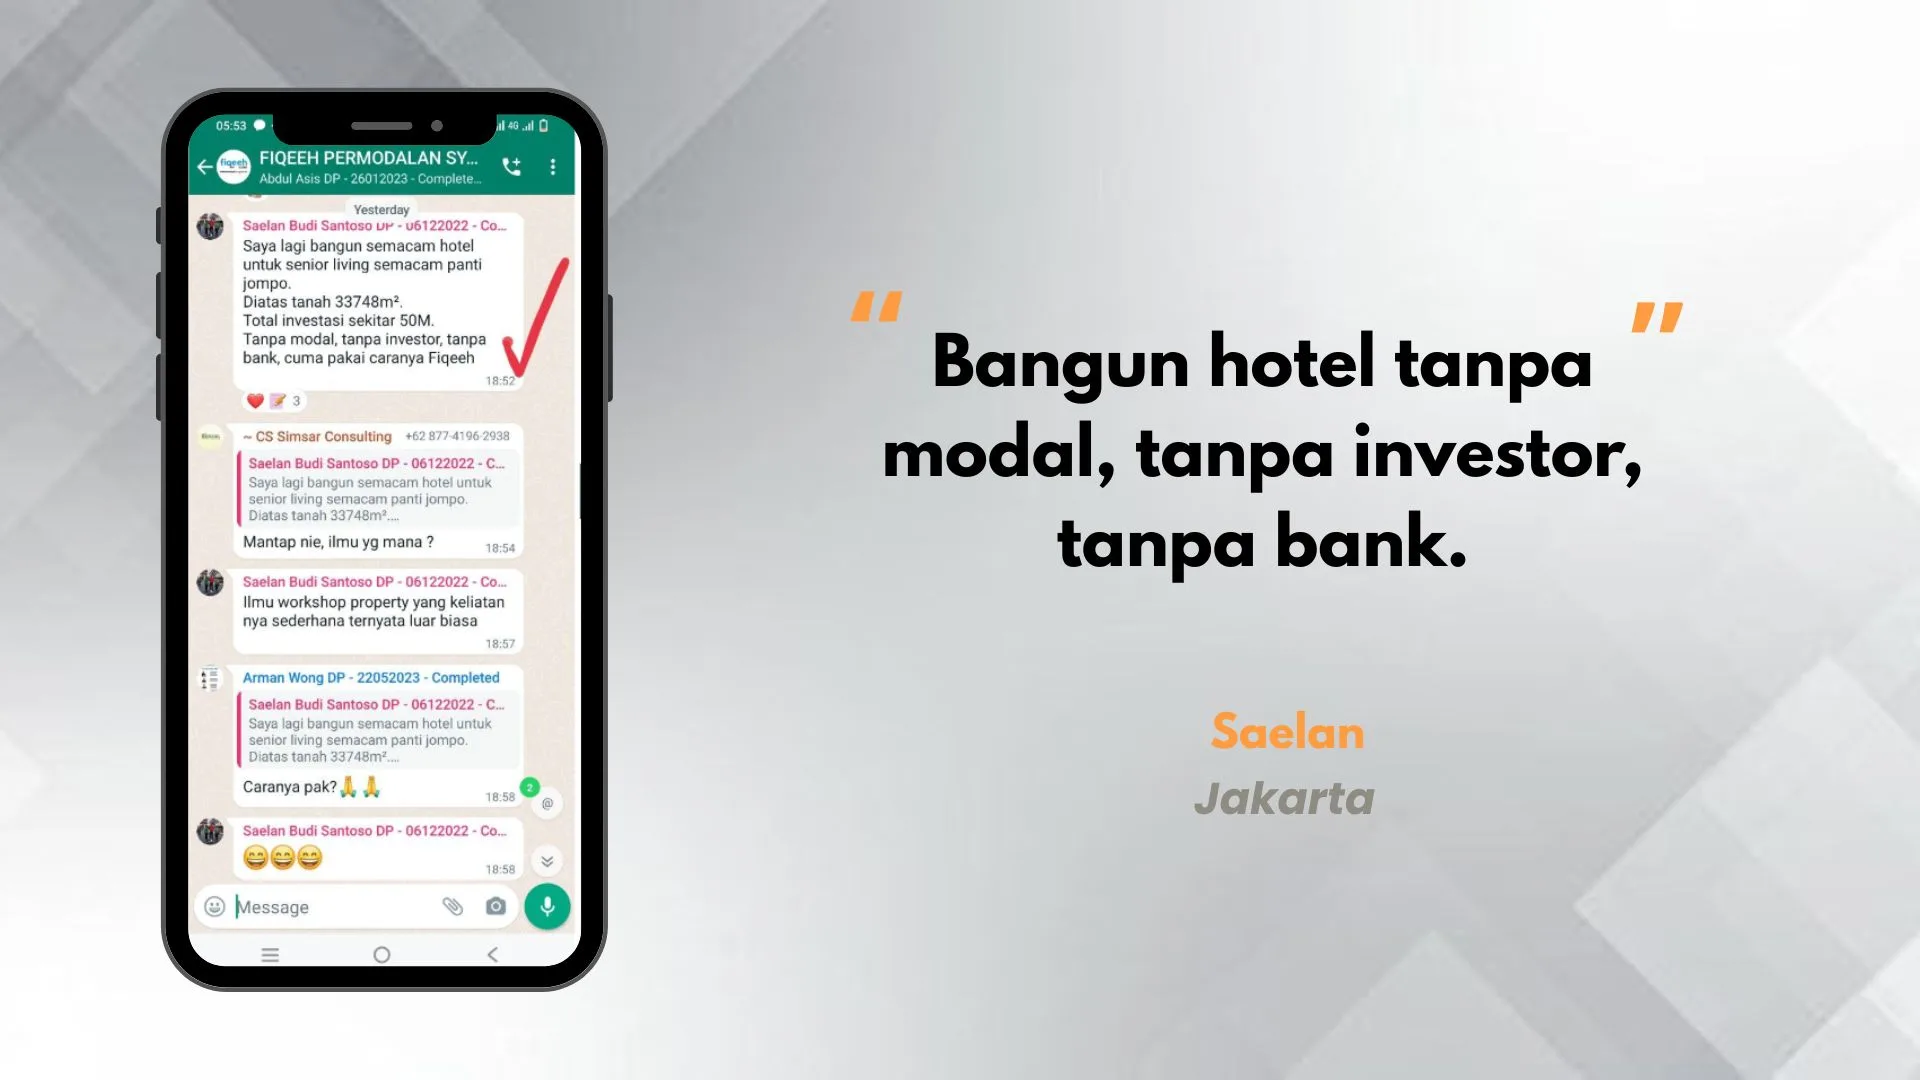 05:53
4G
fiqeeh
FIQEEH PERMODALAN SY...
Abdul Asis DP - 26012023 - Complete...
Yesterday
Saelan Budi Santoso DP - 06122022 - Co...
Saya lagi bangun semacam hotel
untuk senior living semacam panti
jompo.
Diatas tanah 33748m².
Total investasi sekitar 50M.
Tanpa modal, tanpa investor, tanpa
bank, cuma pakai caranya Fiqeeh
18:52
3
~ CS Simsar Consulting +62 877-4196-2938
Saelan Budi Santoso DP - 06122022 - C...
Saya lagi bangun semacam hotel untuk
senior living semacam panti jompo.
Diatas tanah 33748m²....
Mantap nie, ilmu yg mana ?
18:54
Saelan Budi Santoso DP - 06122022 - Co...
Ilmu workshop property yang keliatan
nya sederhana ternyata luar biasa
18:57
Arman Wong DP - 22052023 - Completed
Saelan Budi Santoso DP - 06122022 - C...
Saya lagi bangun semacam hotel untuk
senior living semacam panti jompo.
Diatas tanah 33748m²....
Caranya pak?🙏🙏
18:58
2
@
Saelan Budi Santoso DP - 06122022 - Co...
😄😄😄
18:58
Message
“ Bangun hotel tanpa ”
modal, tanpa investor,
tanpa bank.
Saelan
Jakarta